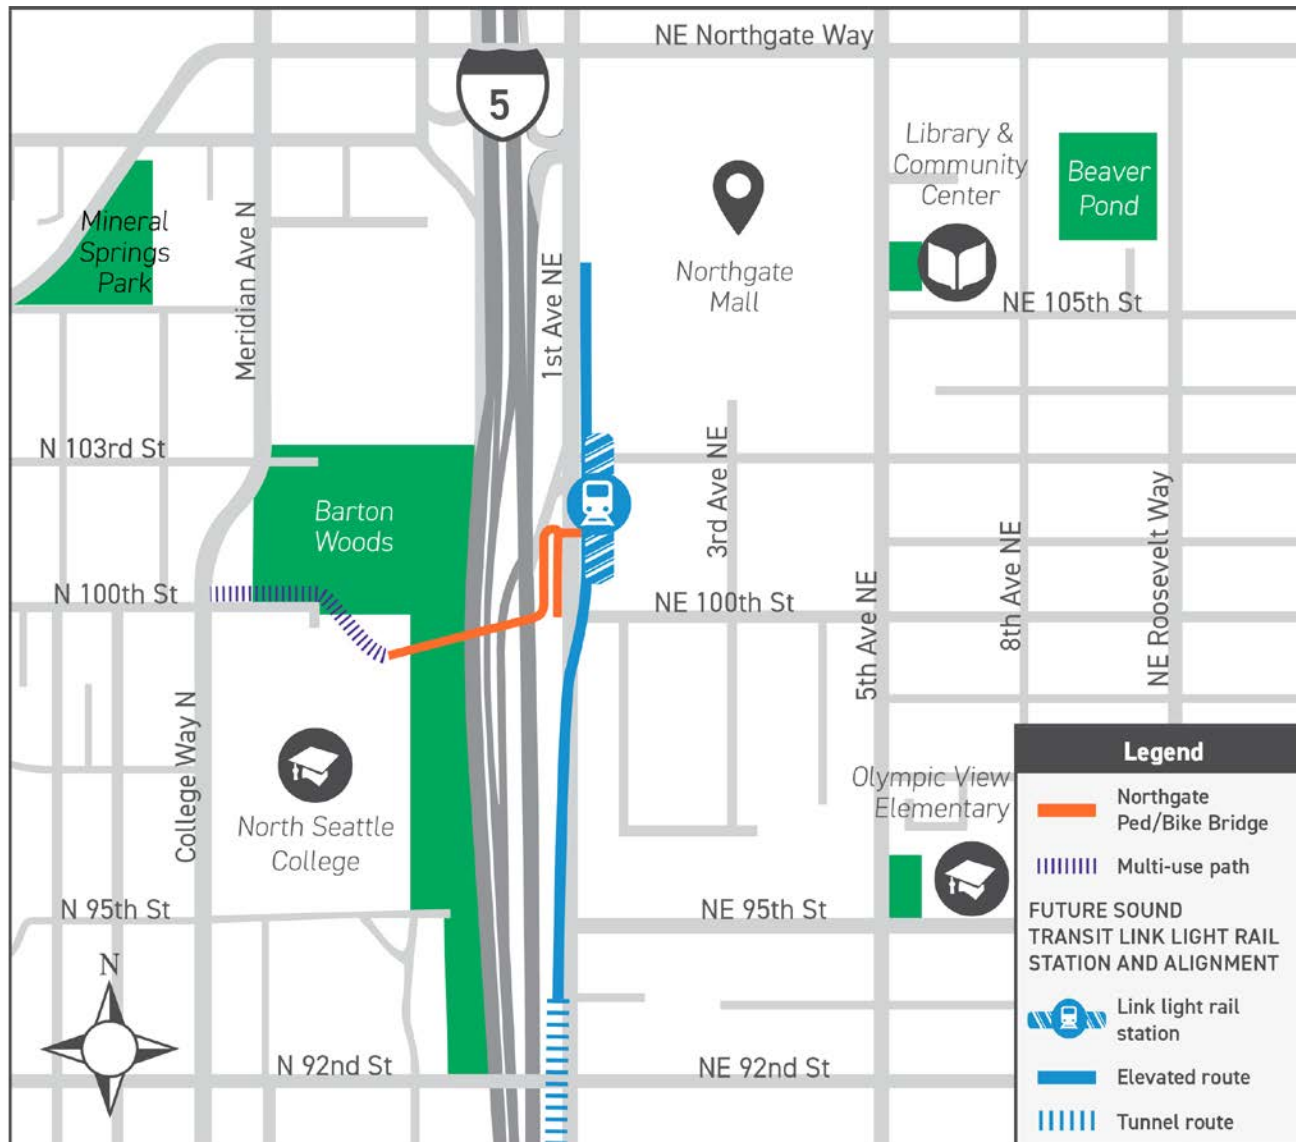 NE Northgate Way
5
Library &
Community
Center
Beaver
Pond
Mineral
Springs
Park
Meridian Ave N
1st Ave NE
Northgate
Mall
NE 105th St
N 103rd St
Barton
Woods
3rd Ave NE
8th Ave NE
NE Roosevelt Way
N 100th St
NE 100th St
5th Ave NE
College Way N
North Seattle
College
Olympic View
Elementary
N 95th St
NE 95th St
N
N 92nd St
NE 92nd St
Legend
Northgate
Ped/Bike Bridge
Multi-use path
FUTURE SOUND
TRANSIT LINK LIGHT RAIL
STATION AND ALIGNMENT
Link light rail
station
Elevated route
Tunnel route